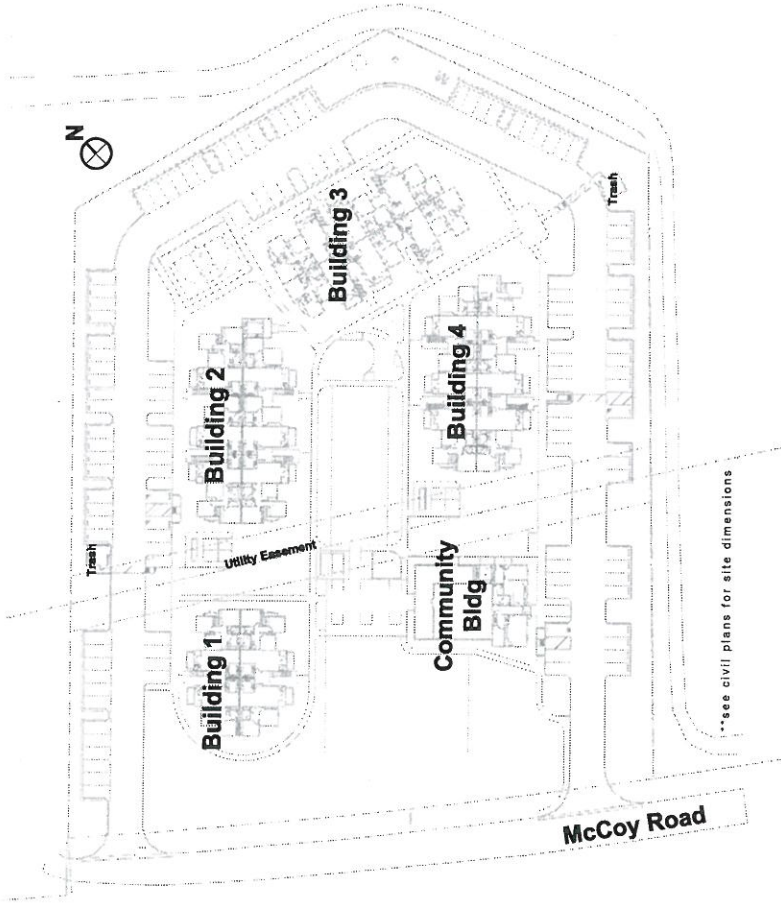 N
Building 3
Trash
Building 2
Building 4
Trash
Utility Easement
Community
Bldg
Building 1
**see civil plans for site dimensions
McCoy Road